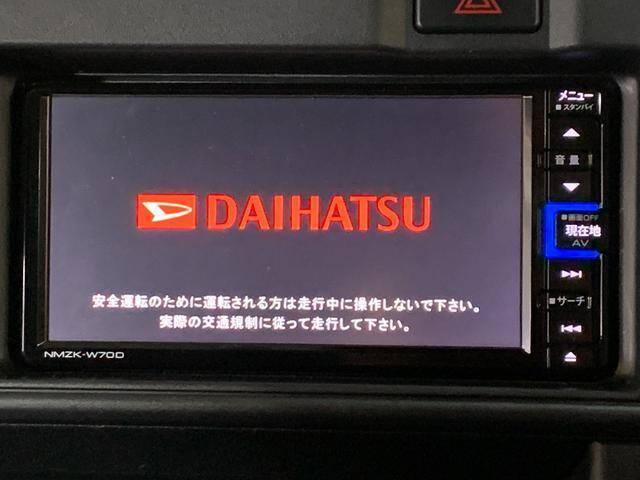 DAIHATSU
安全運転のために運転される方は走行中に操作しないで下さい。
実際の交通規制に従って走行して下さい。
NMZK-W70D
メニュー
■スタンバイ
音量
■画面OFF
現在地
AV
■サーチ